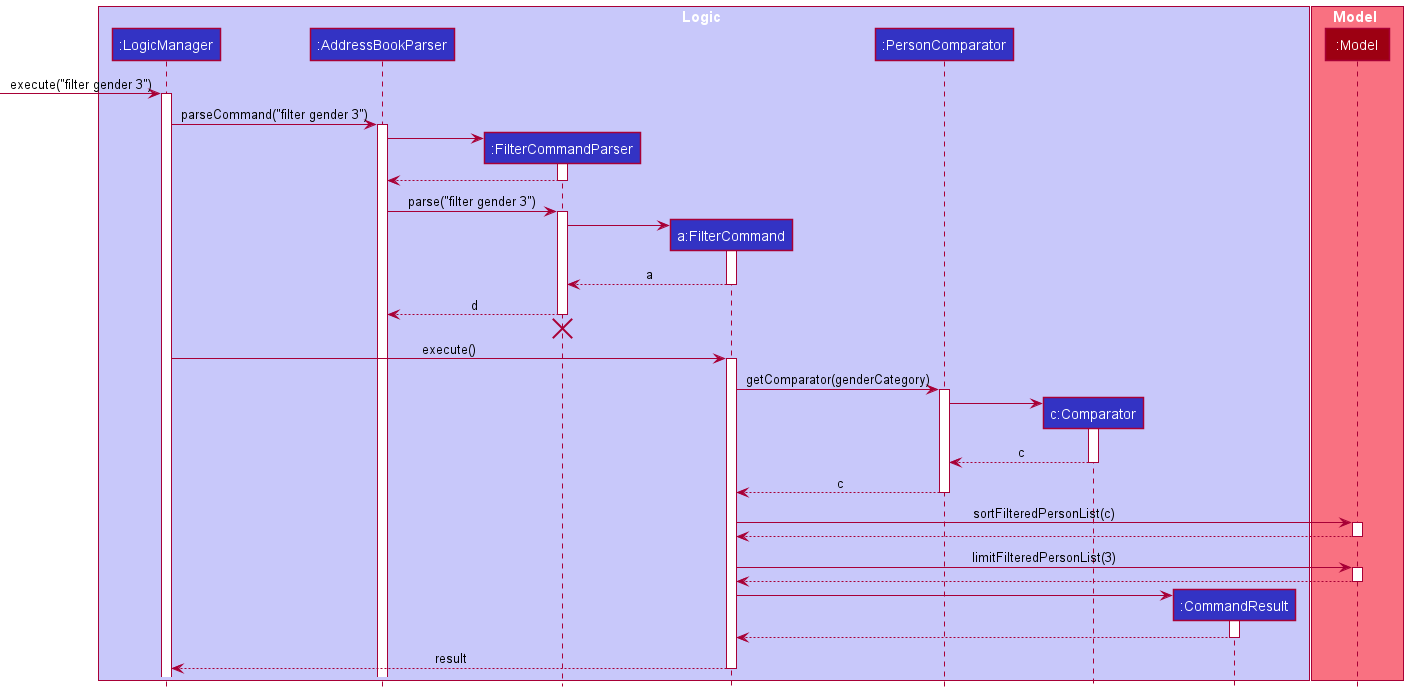 Logic
Model
:LogicManager
:AddressBookParser
:PersonComparator
:Model
execute("filter gender 3")
parseCommand("filter gender 3")
:FilterCommandParser
parse("filter gender 3")
a:FilterCommand
a
d
execute()
getComparator(genderCategory)
c:Comparator
c
c
sortFilteredPersonList(c)
limitFilteredPersonList(3)
:CommandResult
result